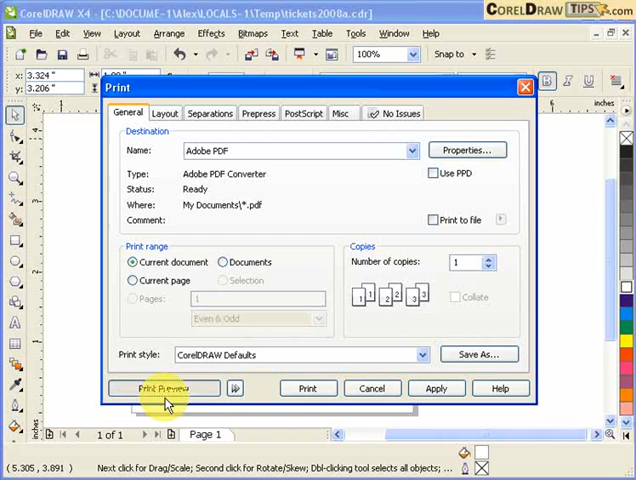 CorelDRAW X4 - [C:\DOCUME~1\Alex\LOCALS~1\Temp\tickets2008a.cdr]
CORELDRAW TIPS.com
File Edit View Layout Arrange Effects Bitmaps Text Table Tools Window Help
100% Snap to
x: 3.324 "
y: 3.206 "
Print
General Layout Separations Prepress PostScript Misc No Issues
inches
Destination
Name: Adobe PDF Properties...
Type: Adobe PDF Converter Use PPD
Status: Ready
Where: My Documents\*.pdf
Comment: Print to file
Print range Copies
Current document Documents Number of copies: 1
Current page Selection
Pages: 1 Collate
Even & Odd
Print style: CorelDRAW Defaults Save As...
Print Preview Print Cancel Apply Help
inches
1 of 1 Page 1
(5.305, 3.891) Next click for Drag/Scale; Second click for Rotate/Skew; Dbl-clicking tool selects all objects;